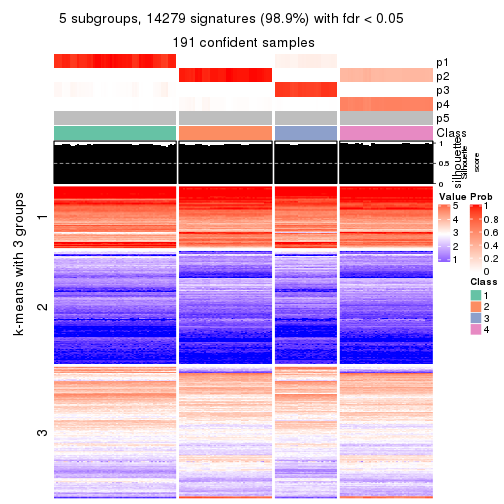 5 subgroups, 14279 signatures (98.9%) with fdr < 0.05
191 confident samples
p1
p2
p3
p4
p5
Class
1
0.5
0
silhouette
Silhouette
score
k-means with 3 groups
1
2
3
Value
5
4
3
2
1
Prob
1
0.8
0.6
0.4
0.2
0
Class
1
2
3
4